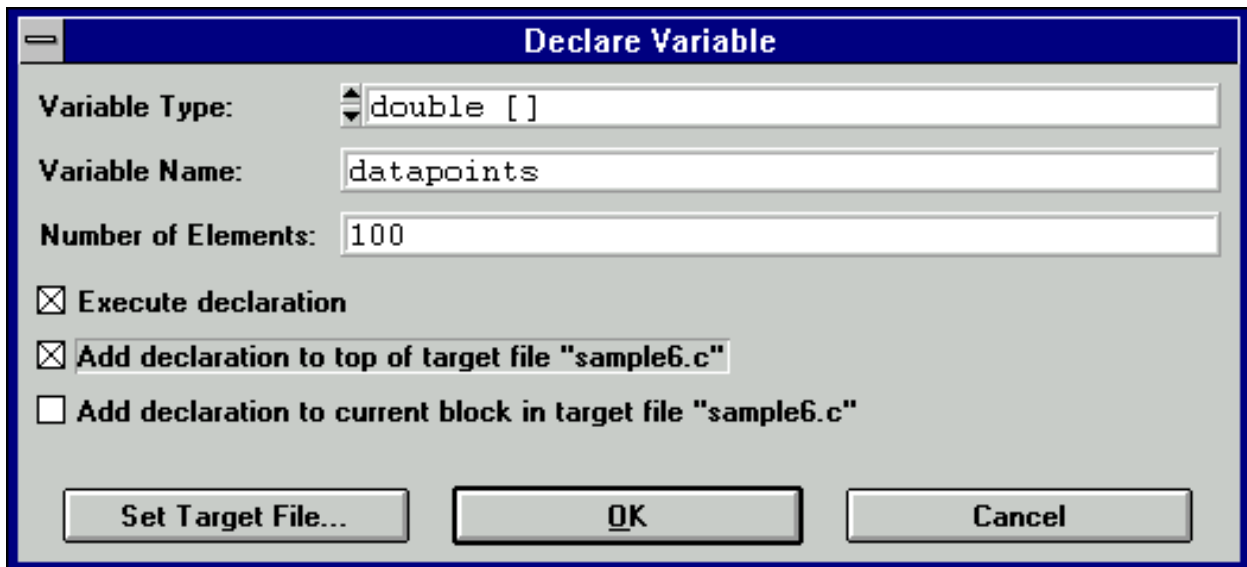 Declare Variable
Variable Type: double []
Variable Name: datapoints
Number of Elements: 100
Execute declaration
Add declaration to top of target file "sample6.c"
Add declaration to current block in target file "sample6.c"
Set Target File... OK Cancel